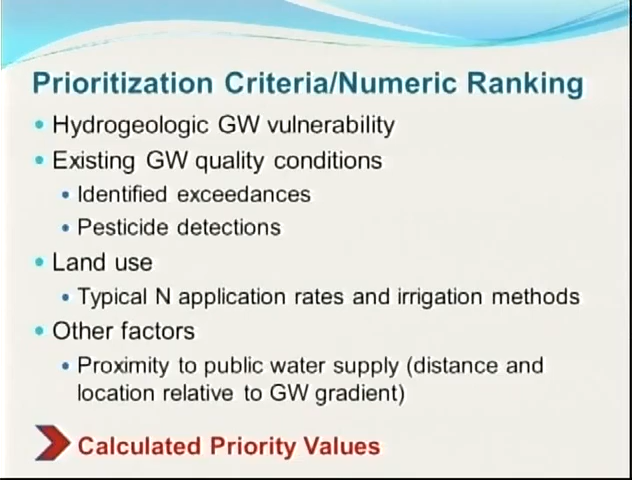 Prioritization Criteria/Numeric Ranking
• Hydrogeologic GW vulnerability
• Existing GW quality conditions
• Identified exceedances
• Pesticide detections
• Land use
• Typical N application rates and irrigation methods
• Other factors
• Proximity to public water supply (distance and
location relative to GW gradient)
Calculated Priority Values